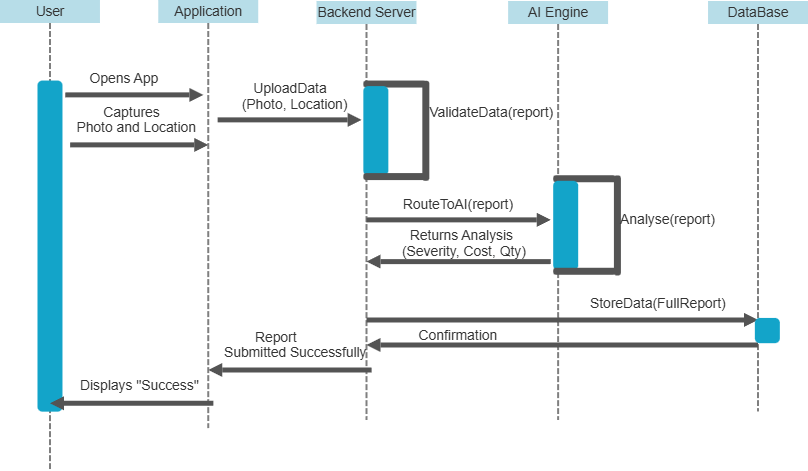 User
Application
Backend Server
AI Engine
DataBase
Opens App
UploadData
(Photo, Location)
Captures
Photo and Location
ValidateData(report)
RouteToAI(report)
Analyse(report)
Returns Analysis
(Severity, Cost, Qty)
StoreData(FullReport)
Confirmation
Report
Submitted Successfully
Displays "Success"